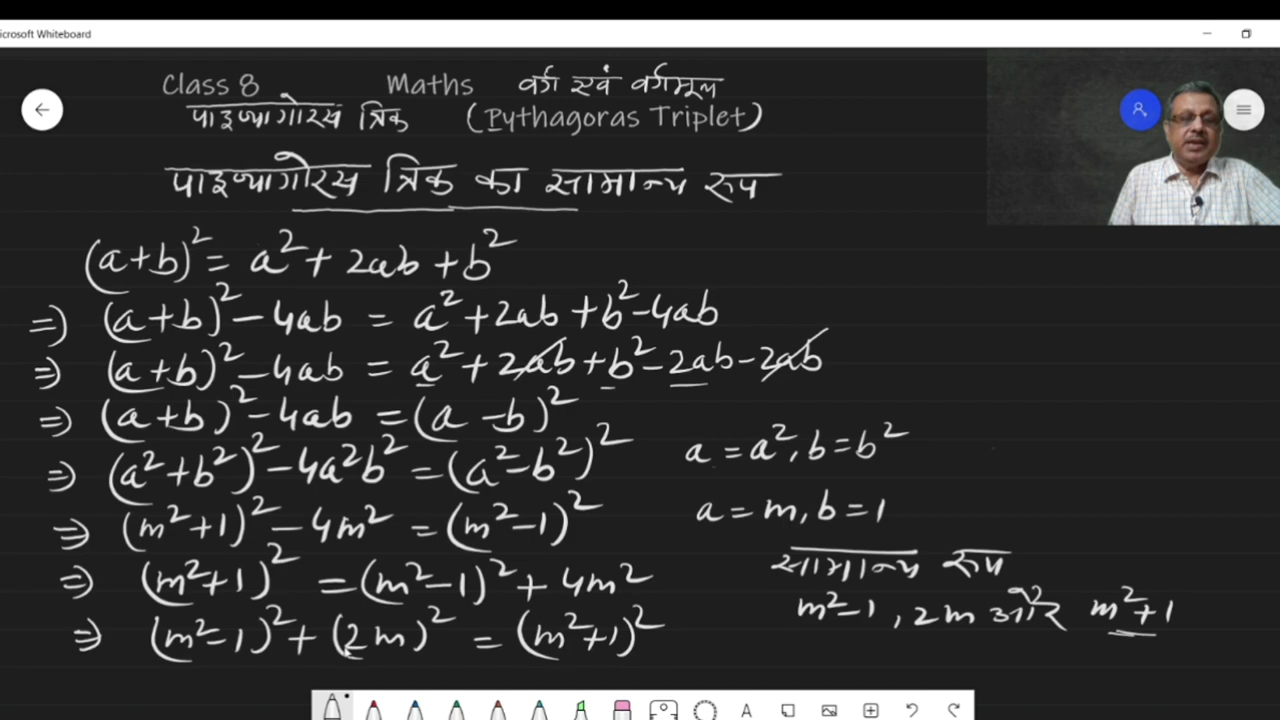 icrosoft Whiteboard
Class 8 Maths वर्ग एवं वर्गमूल
पाइथागोरस त्रिक (Pythagoras Triplet)
पाइथागोरस त्रिक का सामान्य रुप
(a+b)² = a² + 2ab + b²
⇒ (a+b)² - 4ab = a² + 2ab + b² - 4ab
⇒ (a+b)² - 4ab = a² + 2ab + b² - 2ab - 2ab
⇒ (a+b)² - 4ab = (a-b)²
⇒ (a²+b²)² - 4a²b² = (a²-b²)² a = a², b = b²
⇒ (m²+1)² - 4m² = (m²-1)² a = m, b = 1
⇒ (m²+1)² = (m²-1)² + 4m² सामान्य रुप
⇒ (m²-1)² + (2m)² = (m²+1)² m²-1, 2m और m²+1
A